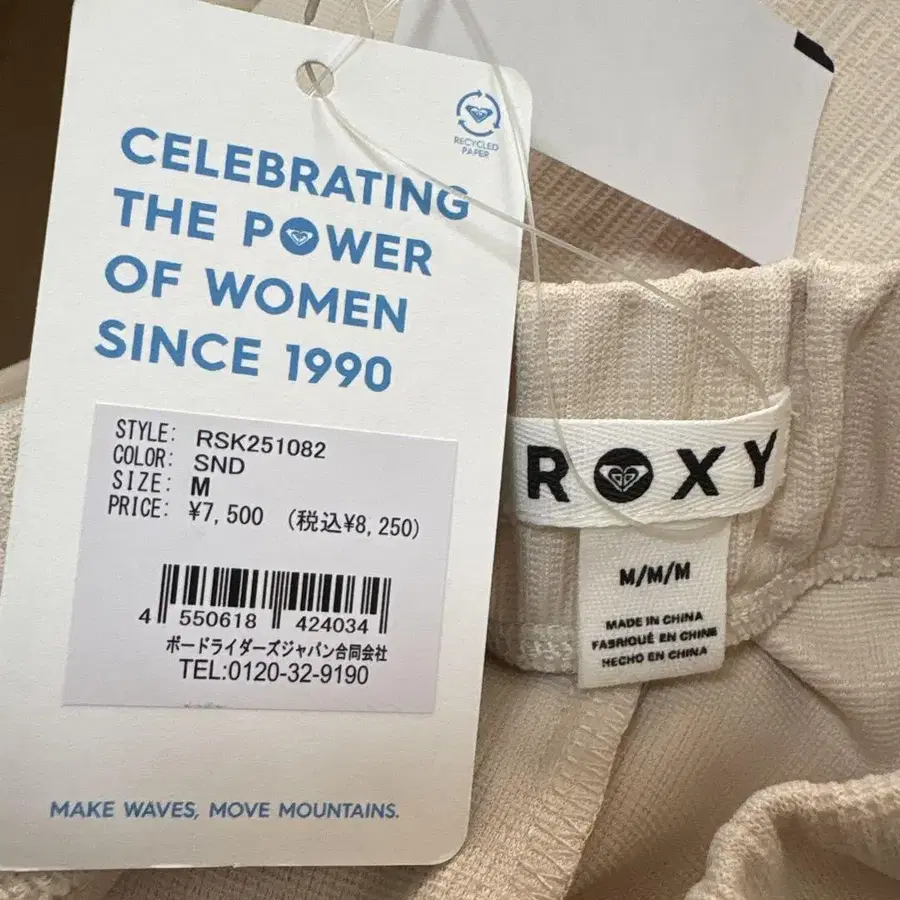 RECYCLED
PAPER
CELEBRATING
THE POWER
OF WOMEN
SINCE 1990
STYLE: RSK251082
COLOR: SND
SIZE: M
PRICE: ¥7,500 (税込¥8,250)
4 550618 424034
ボードライダーズジャパン合同会社
TEL:0120-32-9190
MAKE WAVES, MOVE MOUNTAINS.
ROXY
M/M/M
MADE IN CHINA
FABRIQUÉ EN CHINE
HECHO EN CHINA